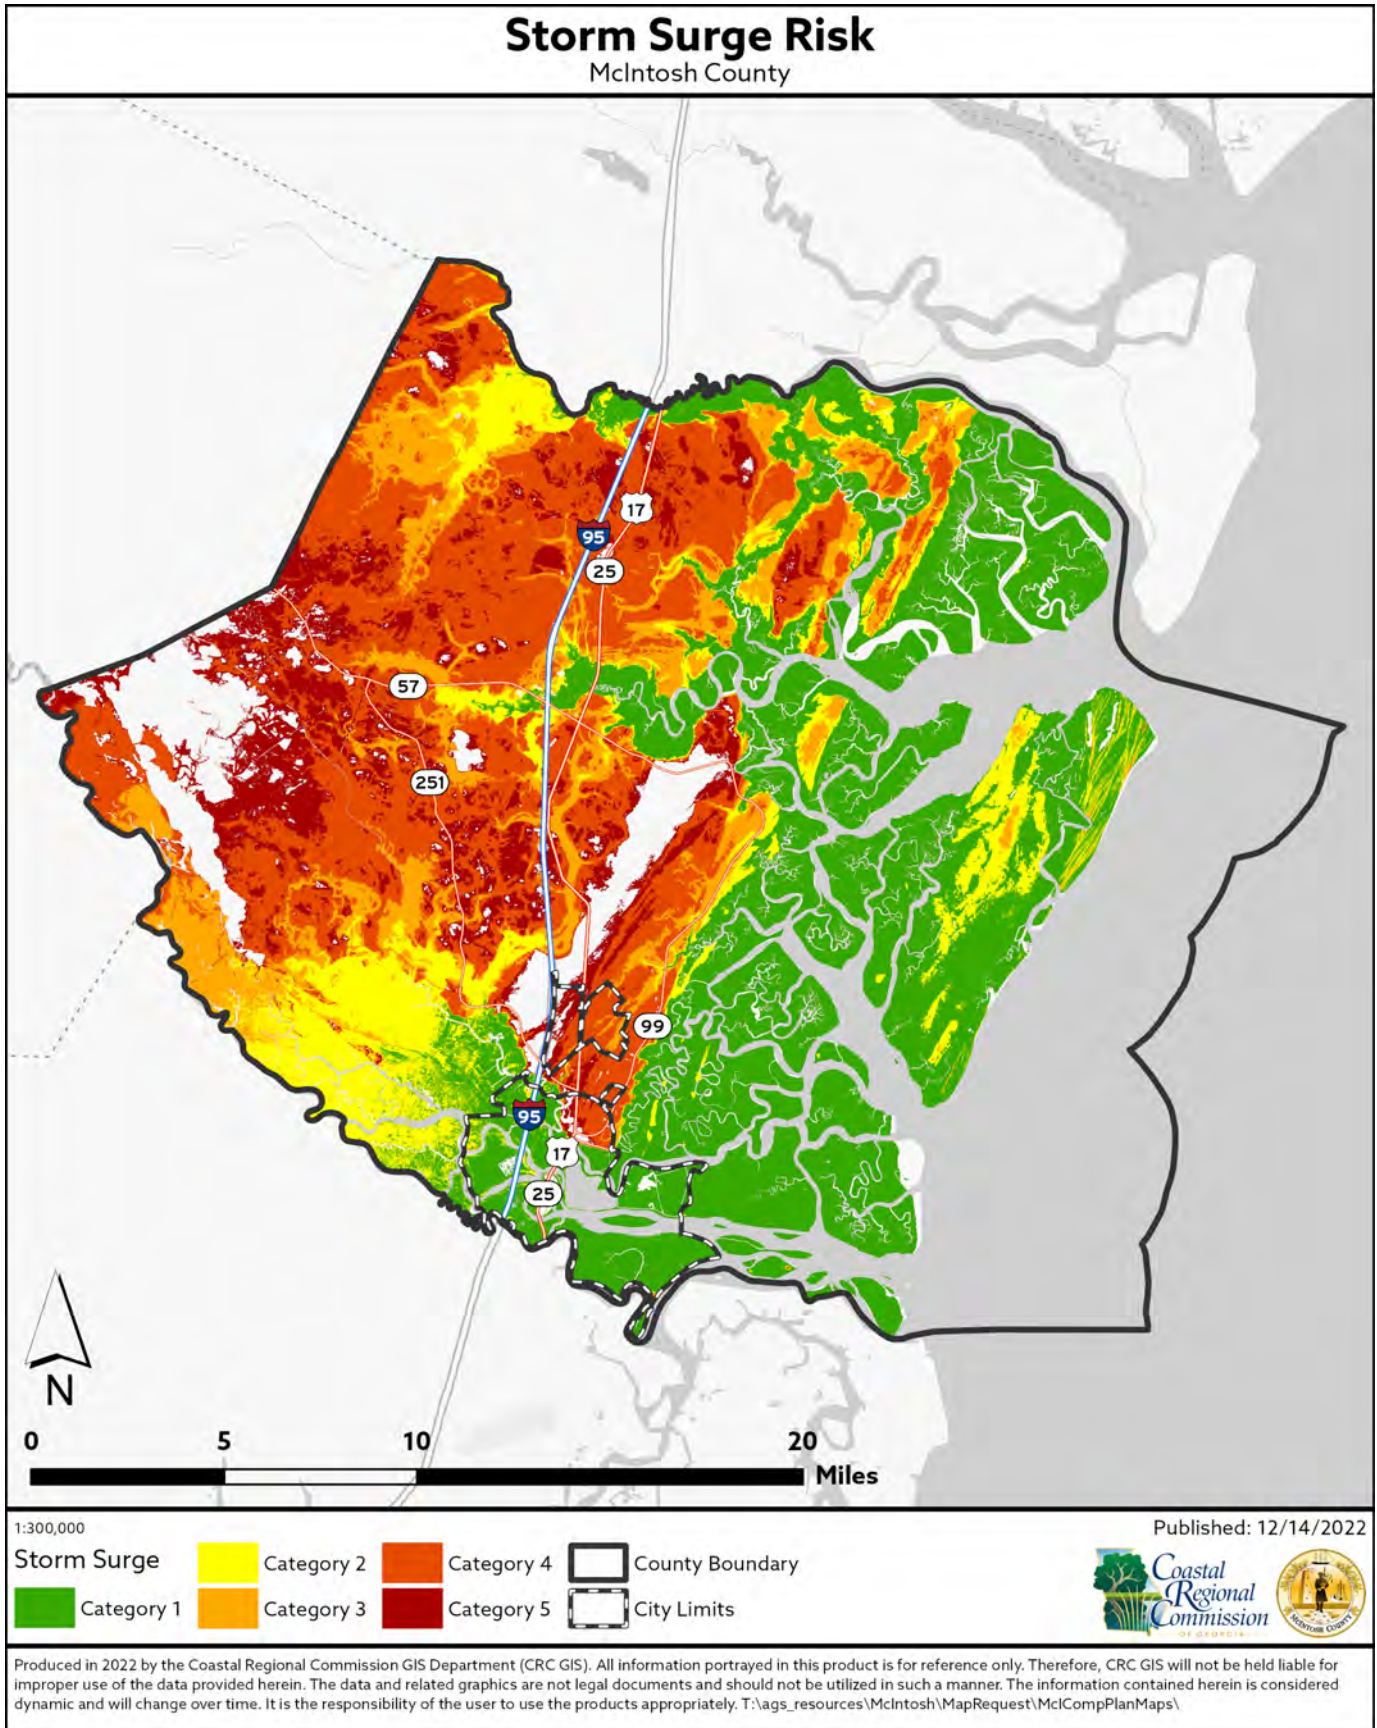 Storm Surge Risk
McIntosh County
17
95
25
57
251
99
95
17
25
N
0 5 10 20
Miles
1:300,000
Published: 12/14/2022
Storm Surge
Category 1
Category 2
Category 3
Category 4
Category 5
County Boundary
City Limits
Coastal
Regional
Commission
OF GEORGIA
McINTOSH COUNTY
Produced in 2022 by the Coastal Regional Commission GIS Department (CRC GIS). All information portrayed in this product is for reference only. Therefore, CRC GIS will not be held liable for
improper use of the data provided herein. The data and related graphics are not legal documents and should not be utilized in such a manner. The information contained herein is considered
dynamic and will change over time. It is the responsibility of the user to use the products appropriately. T:\ags_resources\McIntosh\MapRequest\McICompPlanMaps\